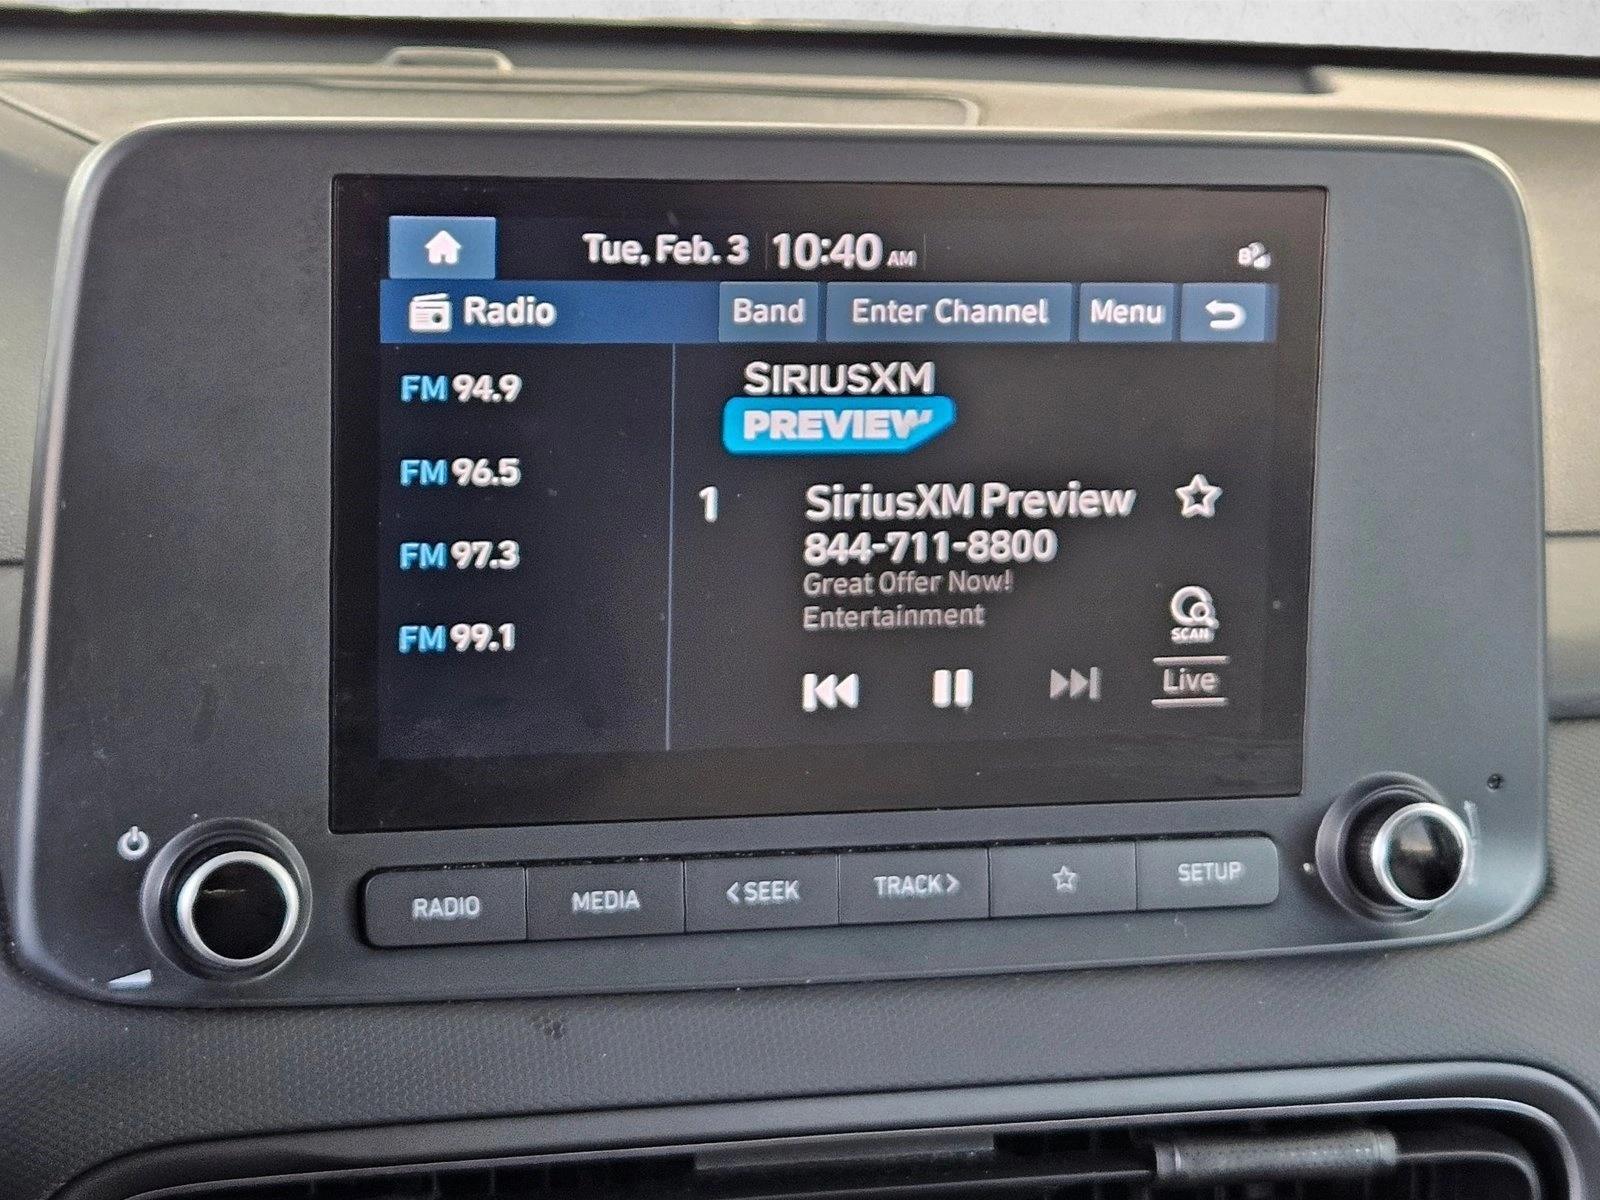 Tue, Feb. 3 10:40 AM
Radio Band Enter Channel Menu
FM 94.9
FM 96.5
FM 97.3
FM 99.1
SIRIUSXM
PREVIEW
1 SiriusXM Preview
844-711-8800
Great Offer Now!
Entertainment
SCAN
Live
RADIO MEDIA <SEEK TRACK> SETUP